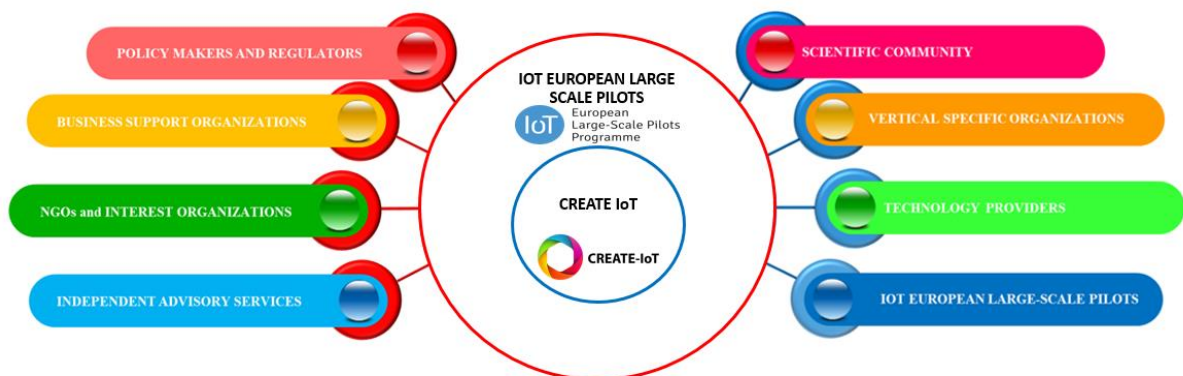 POLICY MAKERS AND REGULATORS
BUSINESS SUPPORT ORGANIZATIONS
NGOs and INTEREST ORGANIZATIONS
INDEPENDENT ADVISORY SERVICES
IOT EUROPEAN LARGE
SCALE PILOTS
IoT
European
Large-Scale Pilots
Programme
CREATE IoT
CREATE-IoT
SCIENTIFIC COMMUNITY
VERTICAL SPECIFIC ORGANIZATIONS
TECHNOLOGY PROVIDERS
IOT EUROPEAN LARGE-SCALE PILOTS